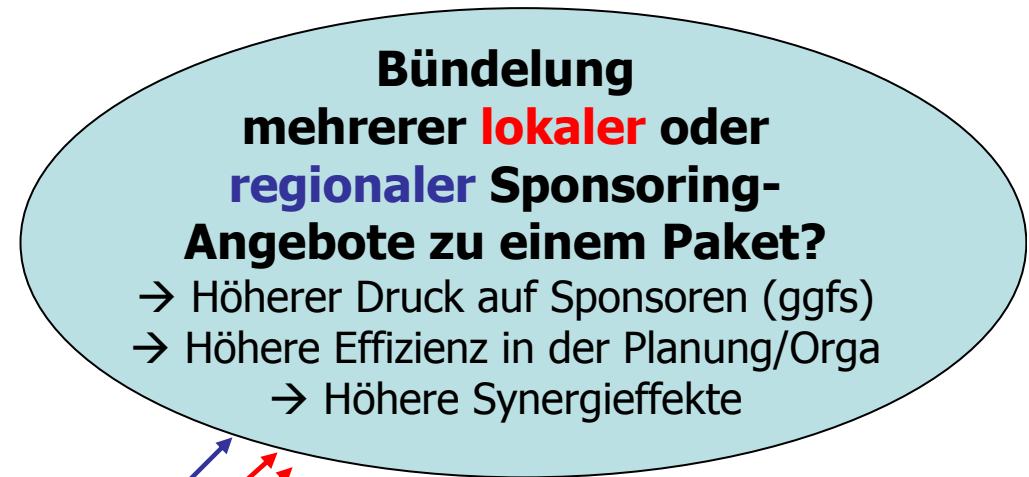 Bündelung
mehrerer lokaler oder
regionaler Sponsoring-
Angebote zu einem Paket?
→ Höherer Druck auf Sponsoren (ggfs)
→ Höhere Effizienz in der Planung/Orga
→ Höhere Synergieffekte